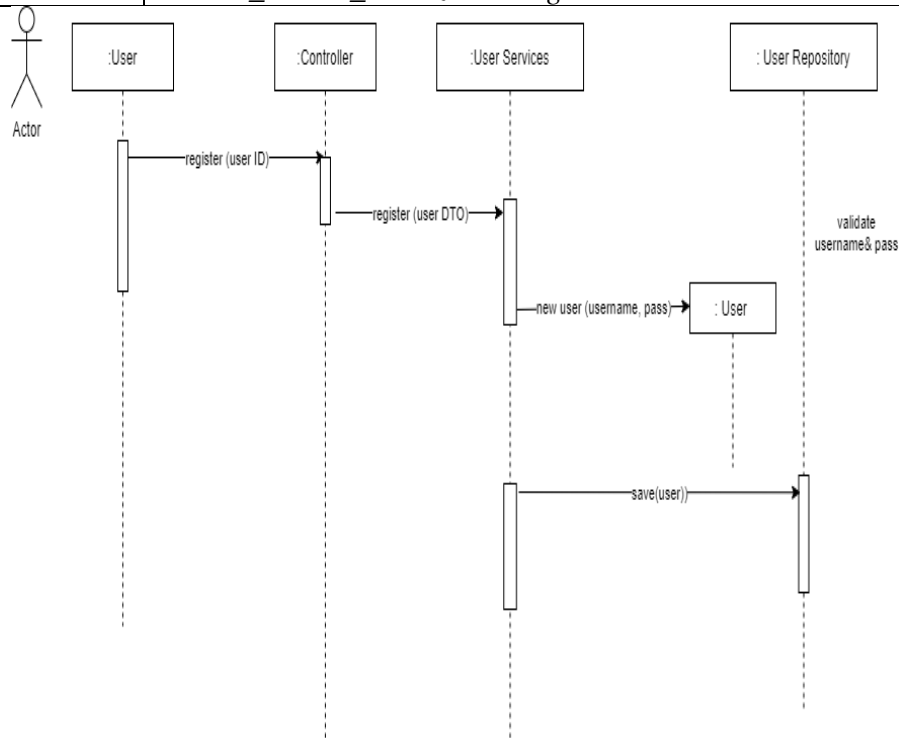 :User
:Controller
:User Services
: User Repository
Actor
register (user ID)
register (user DTO)
validate
username& pass
new user (username, pass)
: User
save(user))